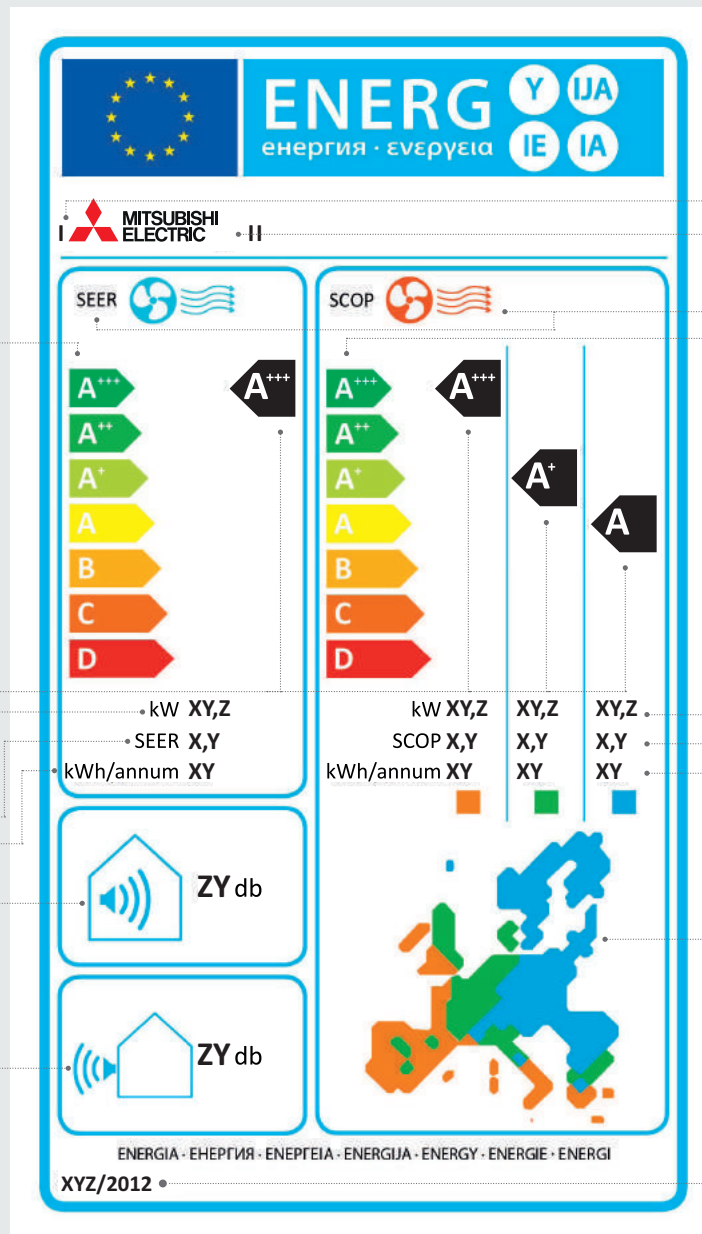 ENERG Y IJA
енергия · ενεργεια IE IA
I MITSUBISHI ELECTRIC II
SEER
A+++ A+++
A++
A+
A
B
C
D
kW XY,Z
SEER X,Y
kWh/annum XY
SCOP
A+++ A+++
A++
A+ A+
A A
B
C
D
kW XY,Z XY,Z XY,Z
SCOP X,Y X,Y X,Y
kWh/annum XY XY XY
ZY db
ZY db
ENERGIA · ЕНЕРГИЯ · ΕΝΕΡΓΕΙΑ · ENERGIJA · ENERGY · ENERGIE · ENERGI
XYZ/2012